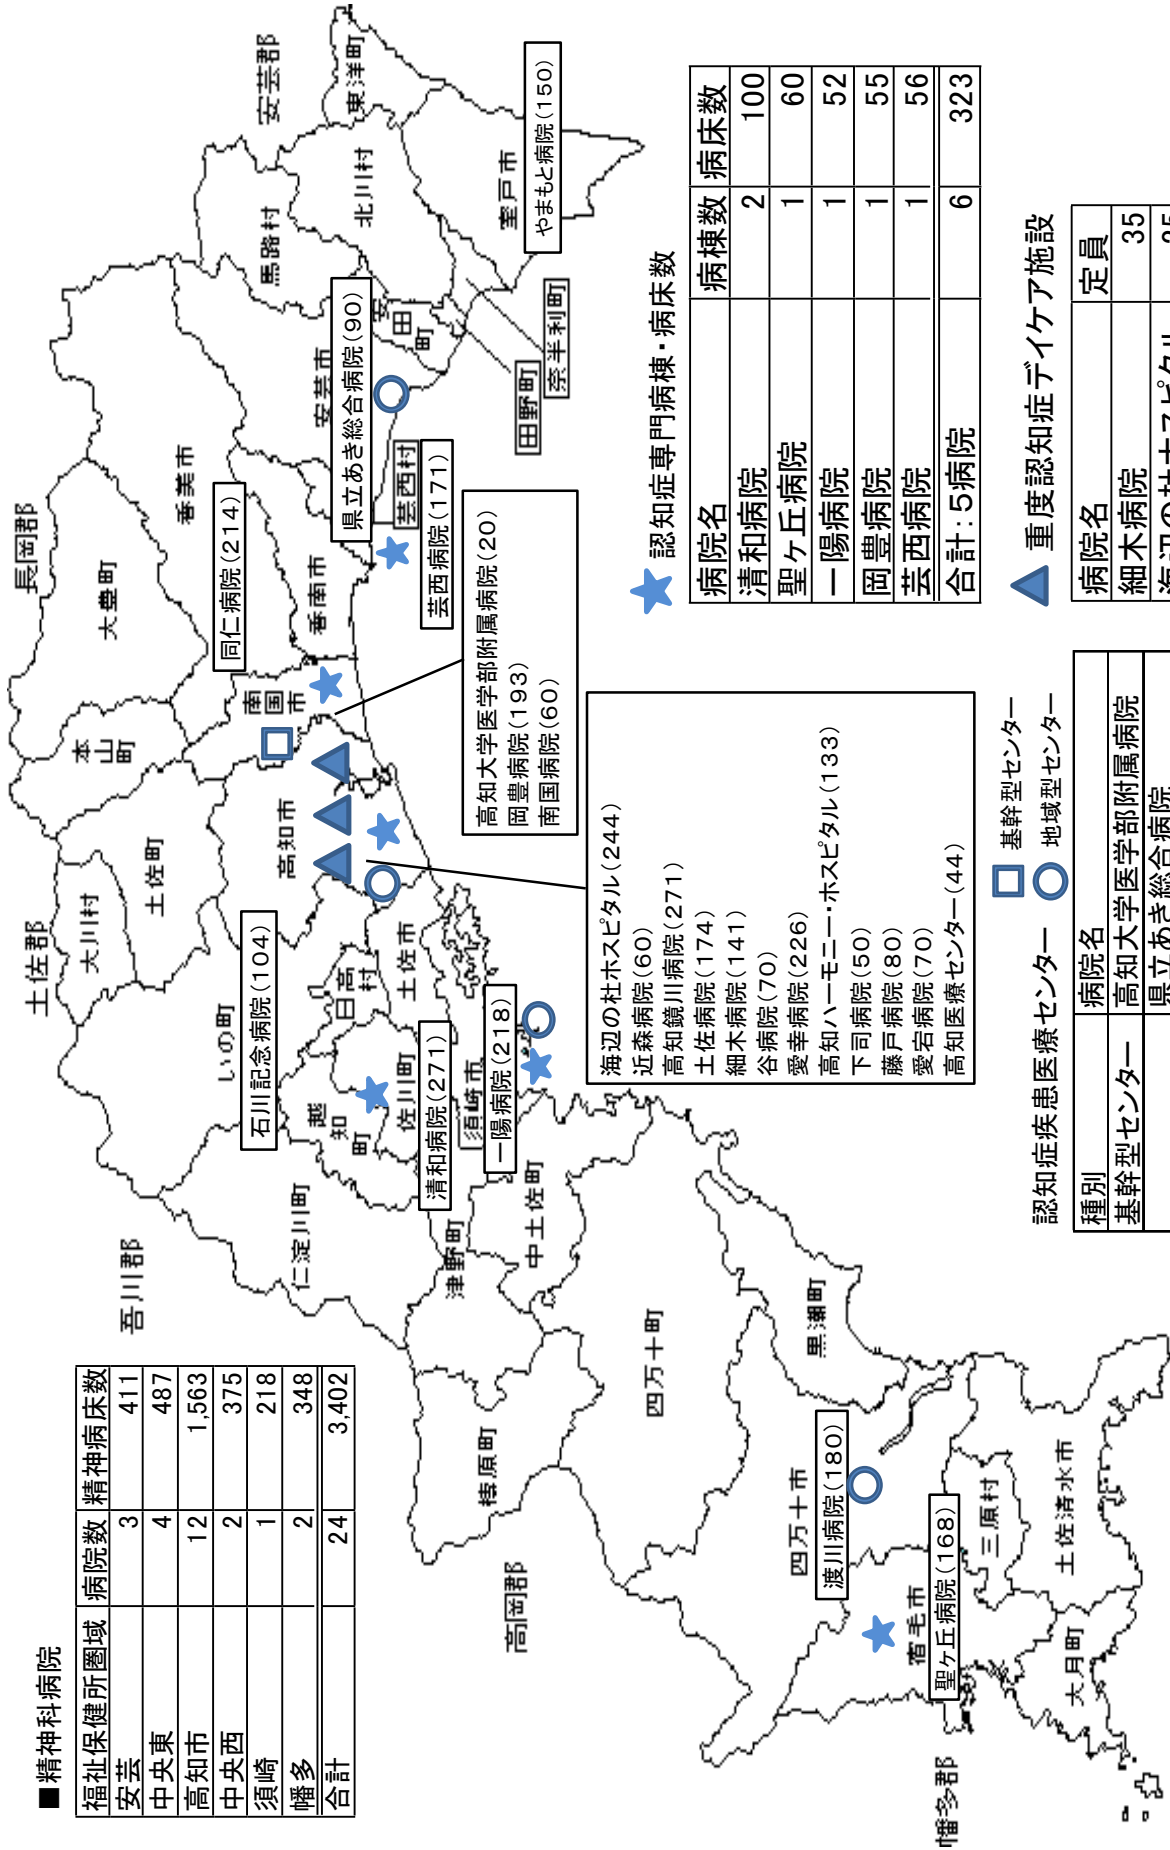 ■精神科病院
福祉保健所圏域 病院数 精神病床数
安芸 3 411
中央東 4 487
高知市 12 1,563
中央西 2 375
須崎 1 218
幡多 2 348
合計 24 3,402
吾川郡
土佐郡
長岡郡
安芸郡
高岡郡
幡多郡
大川村
土佐町
本山町
大豊町
香美市
馬路村
北川村
東洋町
室戸市
やまもと病院(150)
奈半利町
田野町
安田町
安芸市
県立あき総合病院(90)
芸西村
芸西病院(171)
香南市
同仁病院(214)
南国市
高知市
いの町
石川記念病院(104)
日高村
土佐市
越知町
佐川町
清和病院(271)
仁淀川町
須崎市
一陽病院(218)
津野町
中土佐町
梼原町
四万十町
黒潮町
四万十市
渡川病院(180)
宿毛市
聖ヶ丘病院(168)
三原村
土佐清水市
大月町
高知大学医学部附属病院(20)
岡豊病院(193)
南国病院(60)
海辺の杜ホスピタル(244)
近森病院(60)
高知鏡川病院(271)
土佐病院(174)
細木病院(141)
谷病院(70)
愛幸病院(226)
高知ハーモニー・ホスピタル(133)
下司病院(50)
藤戸病院(80)
愛宕病院(70)
高知医療センター(44)
認知症専門病棟・病床数
病院名 病棟数 病床数
清和病院 2 100
聖ヶ丘病院 1 60
一陽病院 1 52
岡豊病院 1 55
芸西病院 1 56
合計：5病院 6 323
重度認知症デイケア施設
病院名 定員
細木病院 35
海辺の杜ホスピタル
認知症疾患医療センター
基幹型センター
地域型センター
種別 病院名
基幹型センター 高知大学医学部附属病院
県立あき総合病院